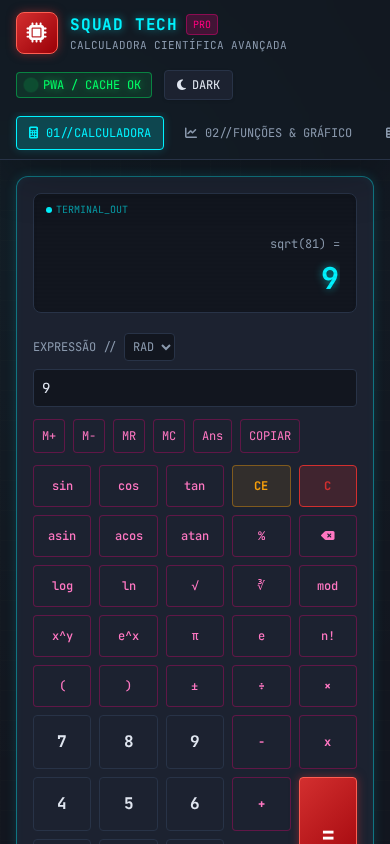 SQUAD TECH PRO
CALCULADORA CIENTÍFICA AVANÇADA
PWA / CACHE OK DARK
01//CALCULADORA 02//FUNÇÕES & GRÁFICO
TERMINAL_OUT
sqrt(81) =
9
EXPRESSÃO // RAD
9
M+ M- MR MC Ans COPIAR
sin cos tan CE C
asin acos atan %
log ln √ ∛ mod
x^y e^x π e n!
( ) ± ÷ ×
7 8 9 - x
4 5 6 + =